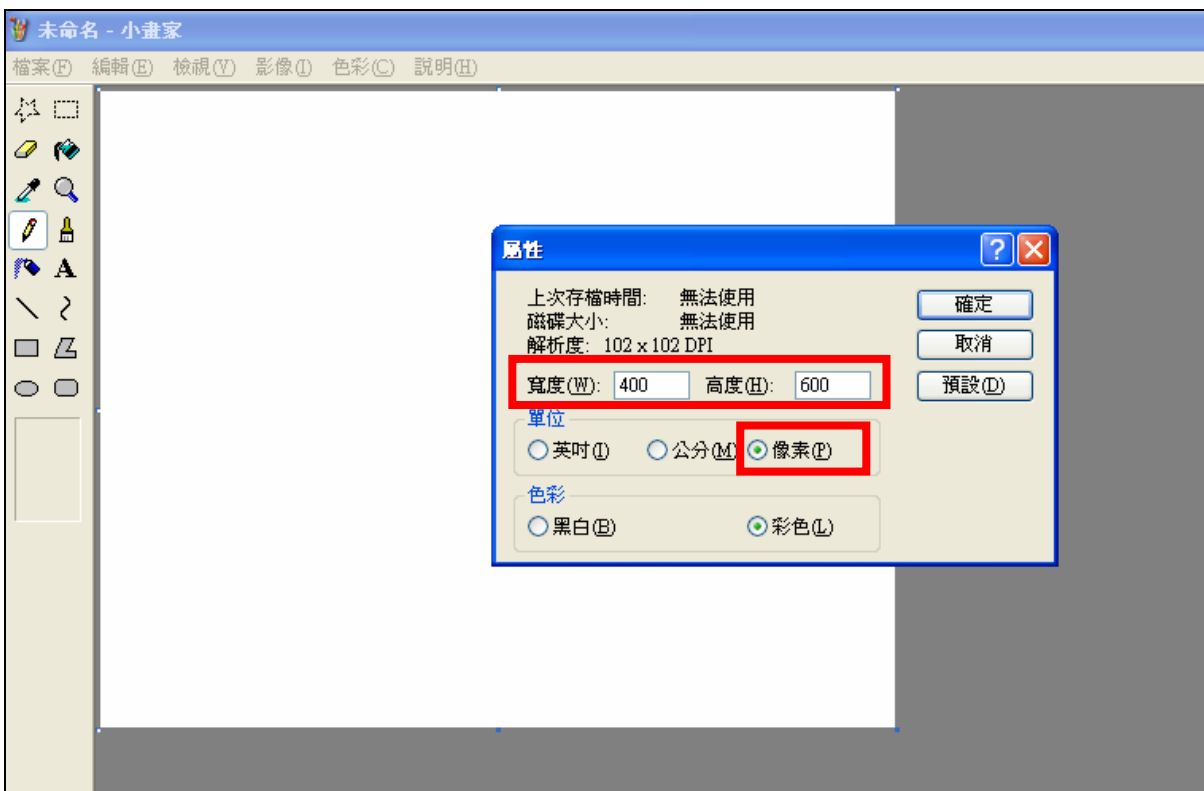 未命名 - 小畫家
檔案(F) 編輯(E) 檢視(V) 影像(I) 色彩(C) 說明(H)
A
屬性
上次存檔時間: 無法使用
磁碟大小: 無法使用
解析度: 102 x 102 DPI
寬度(W): 400 高度(H): 600
單位
英吋(I) 公分(M) 像素(P)
色彩
黑白(B) 彩色(L)
確定
取消
預設(D)